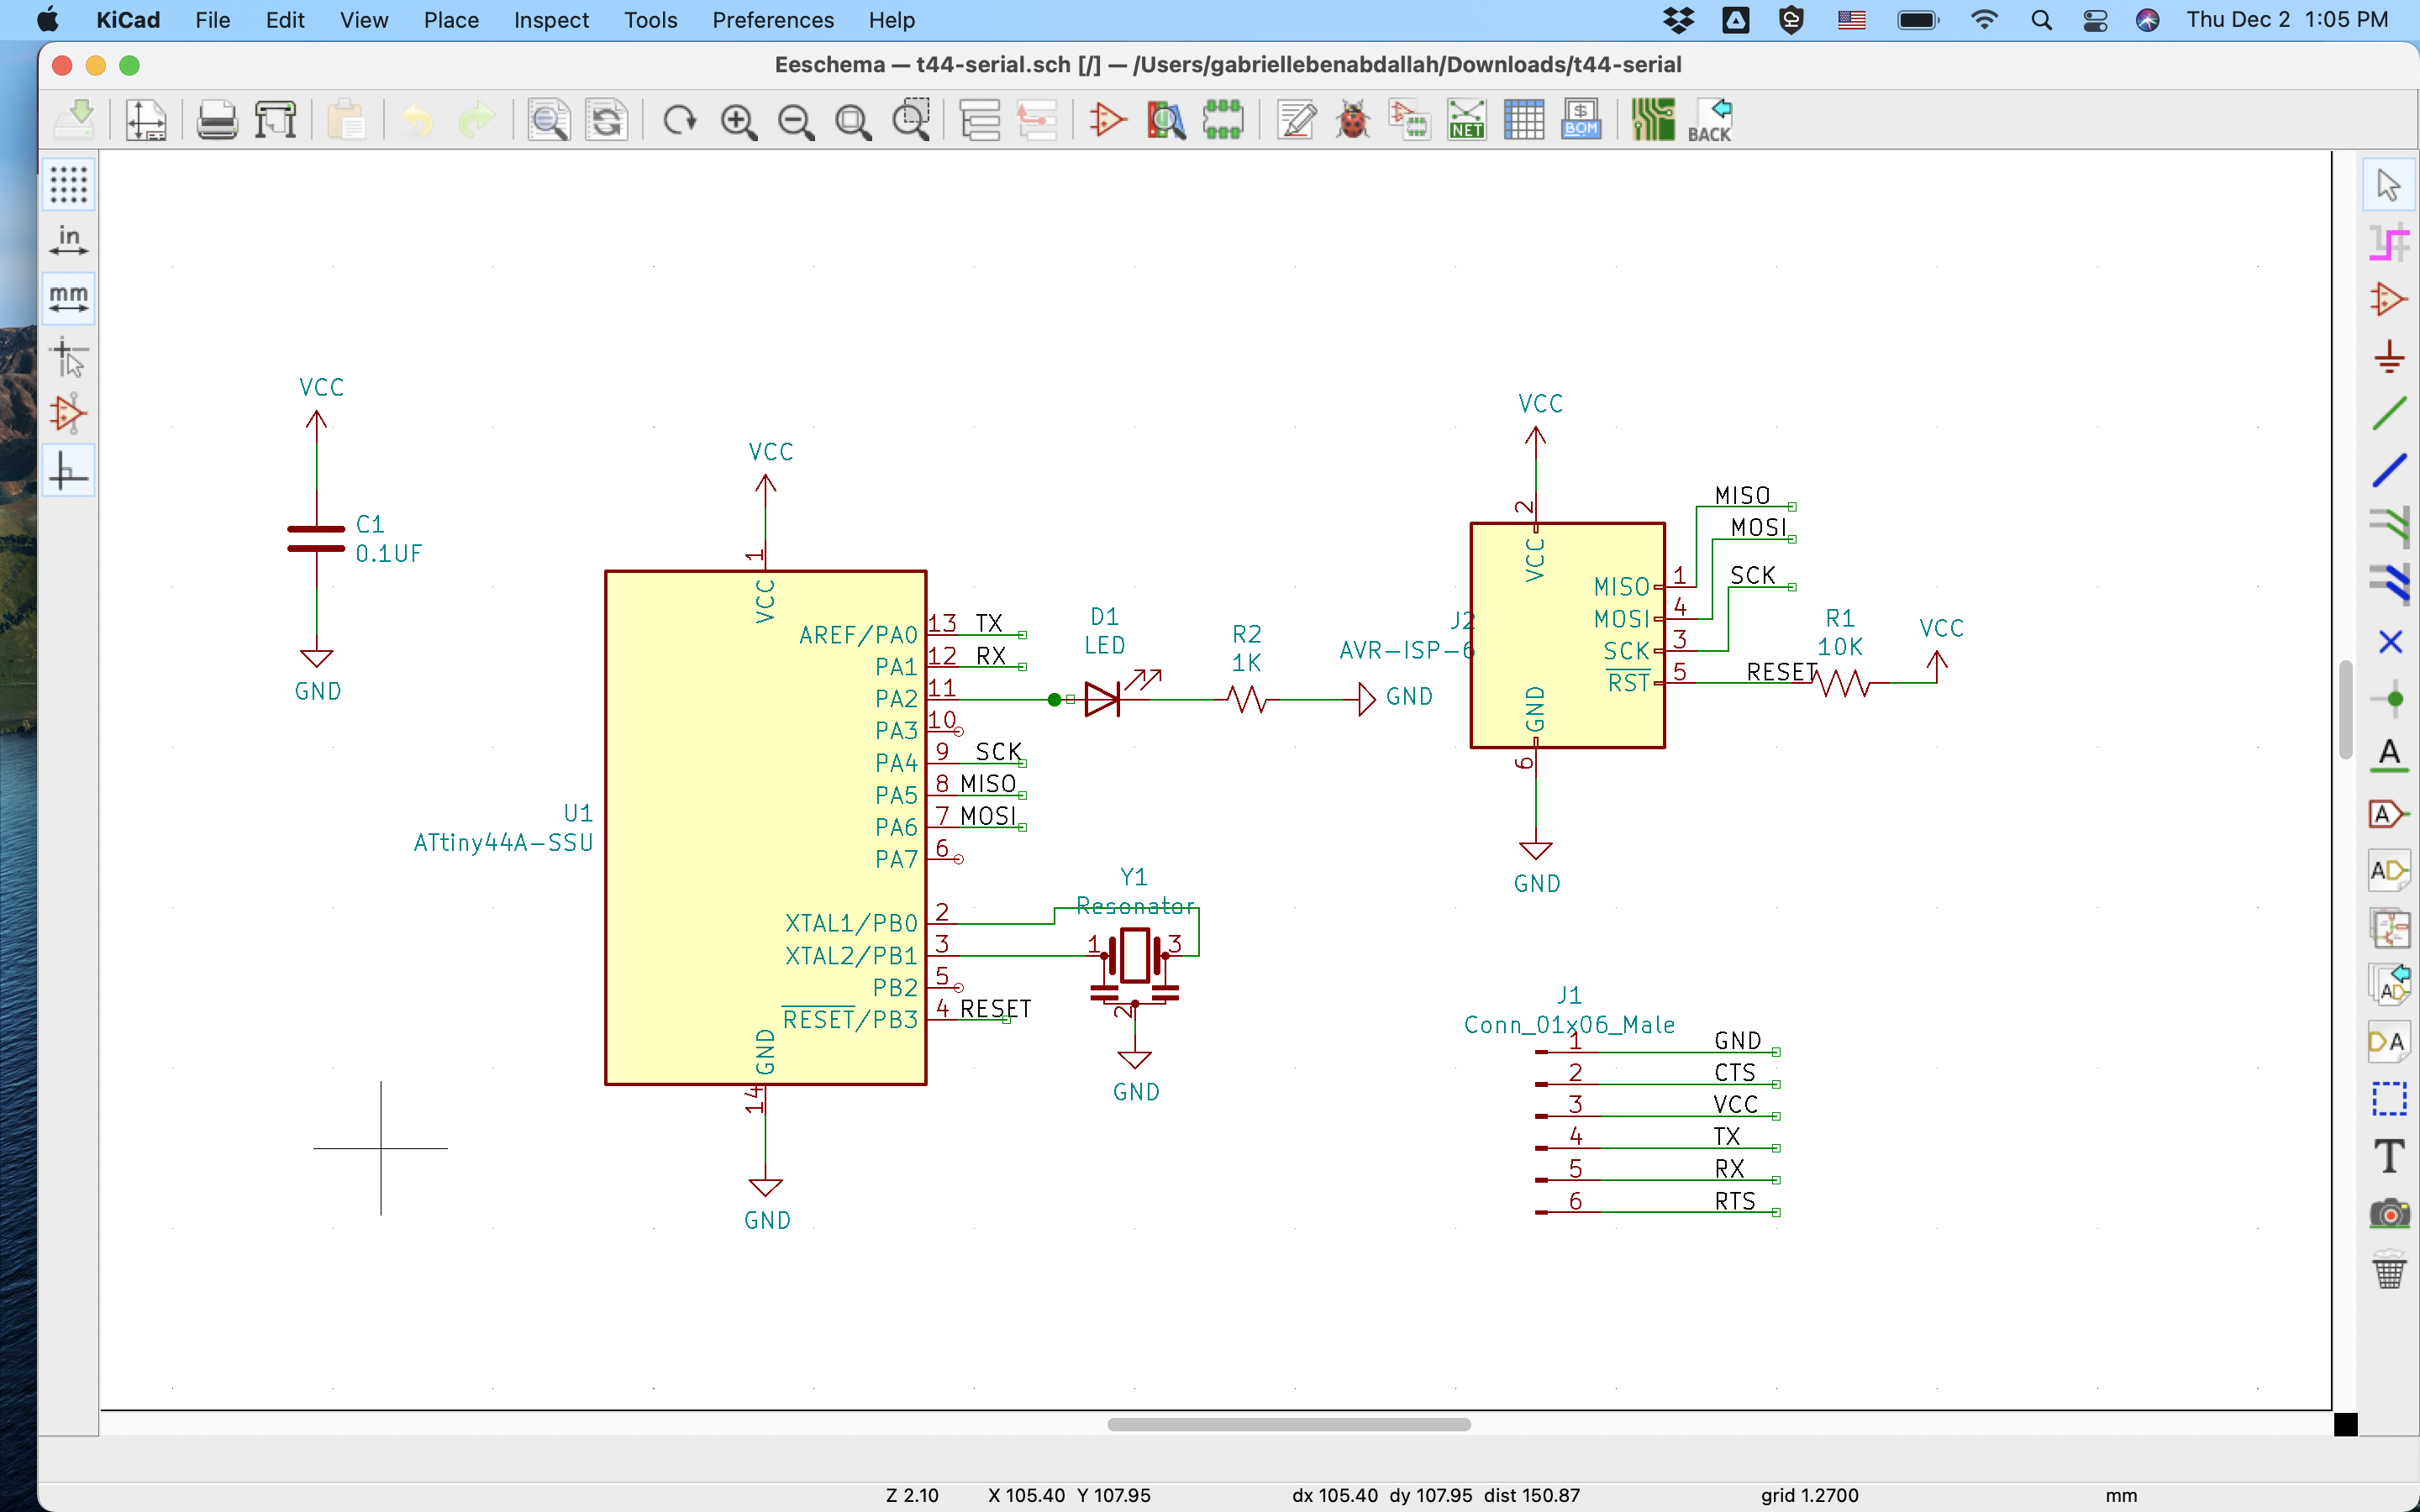 KiCad File Edit View Place Inspect Tools Preferences Help Thu Dec 2 1:05 PM
Eeschema — t44-serial.sch [/] — /Users/gabriellebenabdallah/Downloads/t44-serial
NET $ BOM BACK
in
mm
A
A
AD
AD
DA
T
VCC
C1
0.1UF
GND
VCC
1
VCC
AREF/PA0 13 TX
PA1 12 RX
PA2 11
PA3 10
PA4 9 SCK
PA5 8 MISO
PA6 7 MOSI
PA7 6
XTAL1/PB0 2
XTAL2/PB1 3
PB2 5
RESET/PB3 4 RESET
GND
14
GND
U1
ATtiny44A-SSU
D1
LED
R2
1K
GND
Y1
Resonator
1 3
2
GND
VCC
2
VCC
MISO
MOSI
SCK
MISO 1
MOSI 4
SCK 3
RST 5 RESET
J2
AVR-ISP-6
GND
6
GND
R1
10K
VCC
J1
Conn_01x06_Male
1 GND
2 CTS
3 VCC
4 TX
5 RX
6 RTS
Z 2.10 X 105.40 Y 107.95 dx 105.40 dy 107.95 dist 150.87 grid 1.2700 mm